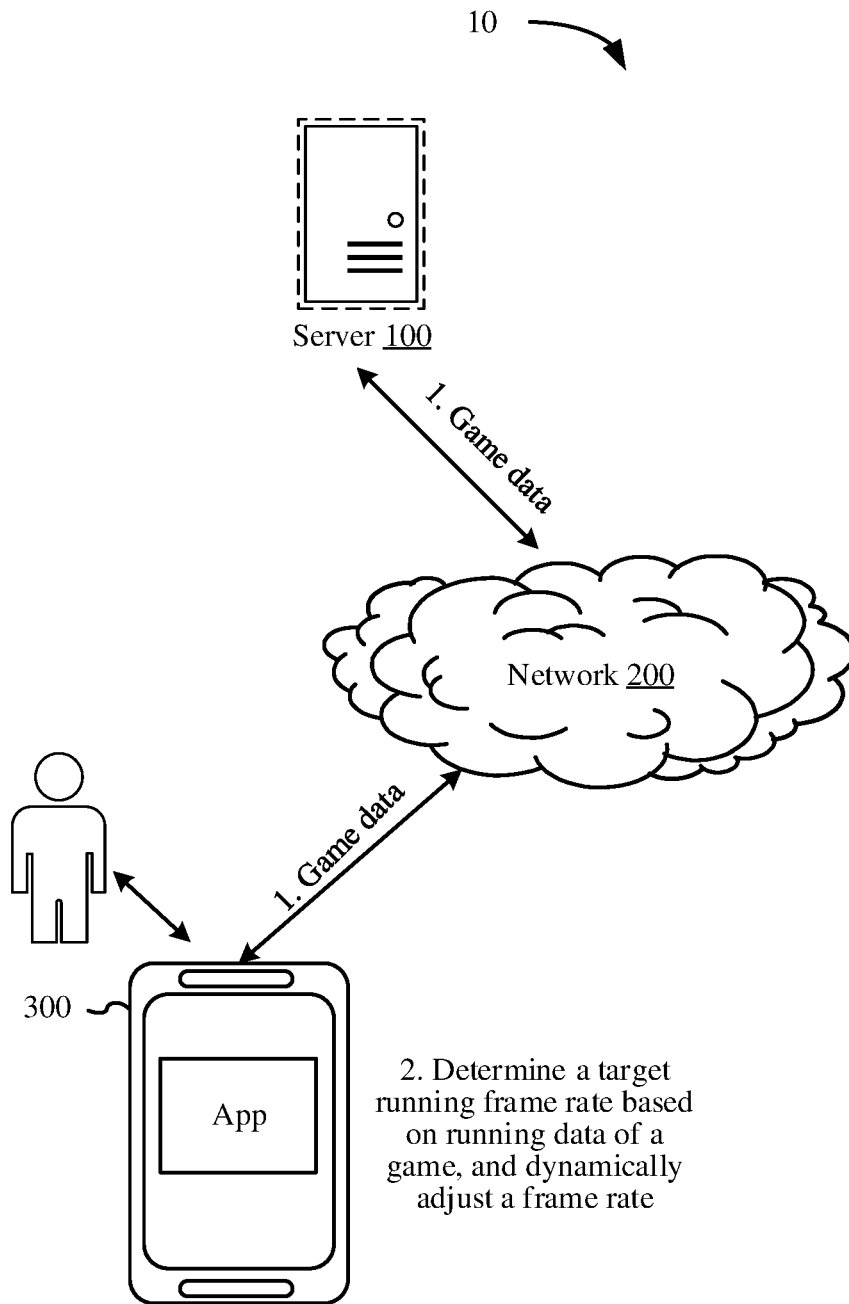 10
Server 100
1. Game data
Network 200
1. Game data
300
App
2. Determine a target
running frame rate based
on running data of a
game, and dynamically
adjust a frame rate